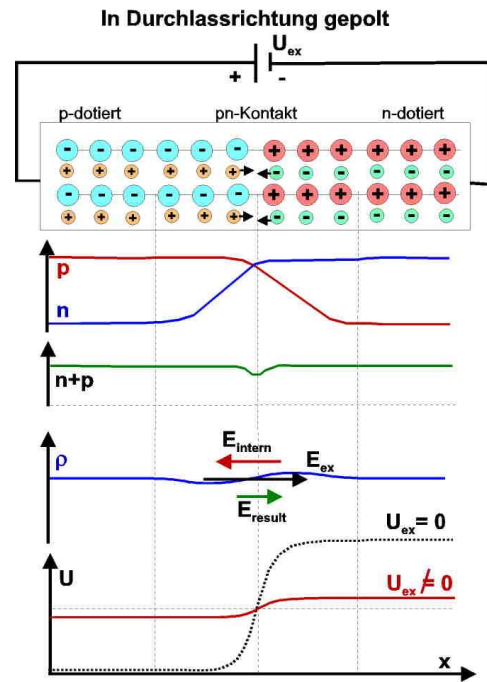 In Durchlassrichtung gepolt
U_ex
+ -
p-dotiert pn-Kontakt n-dotiert
- - - - - - + + + + + +
+ + + + + + - - - - - -
- - - - - - + + + + + +
+ + + + + + - - - - - -
p
n
n+p
ρ
E_intern
E_ex
E_result
U_ex = 0
U
U_ex ≠ 0
x